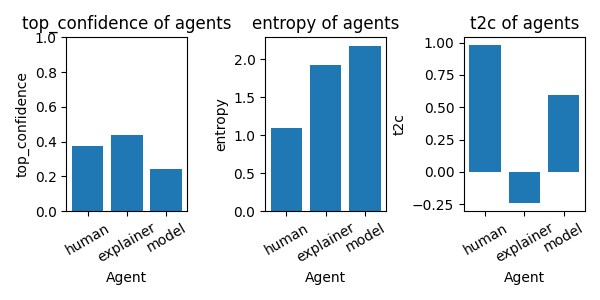 top_confidence of agents
top_confidence
1.0
0.8
0.6
0.4
0.2
0.0
human
explainer
model
Agent
entropy of agents
entropy
2.0
1.5
1.0
0.5
0.0
human
explainer
model
Agent
t2c of agents
t2c
1.00
0.75
0.50
0.25
0.00
−0.25
human
explainer
model
Agent